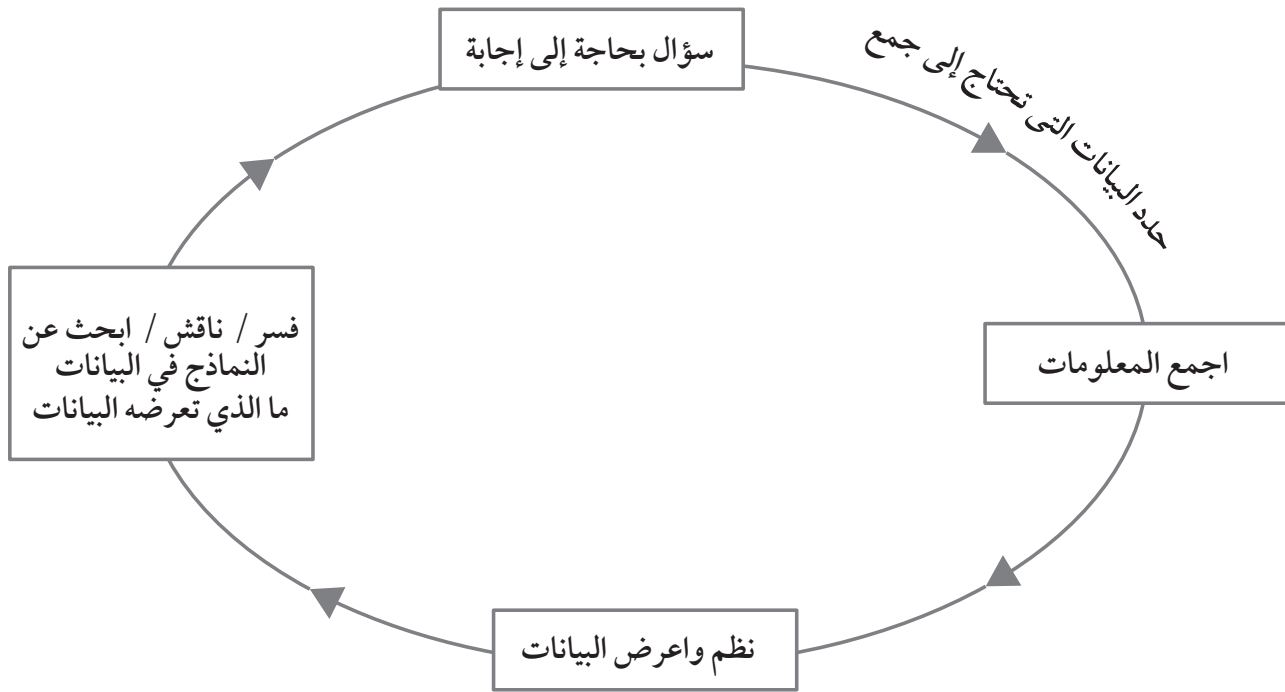 سؤال بحاجة إلى إجابة
حدد البيانات التى تحتاج إلى جمع
اجمع المعلومات
نظم واعرض البيانات
فسر / ناقش / ابحث عن
النماذج في البيانات
ما الذي تعرضه البيانات